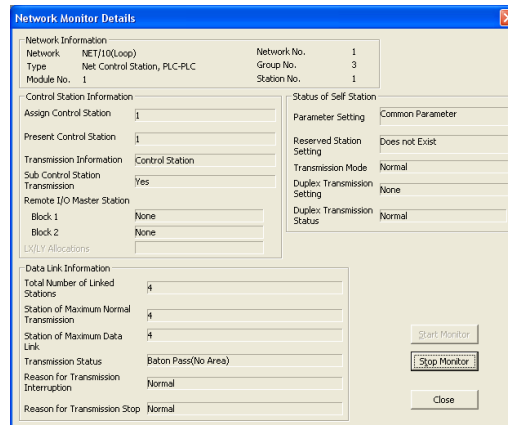 Network Monitor Details
Network Information
Network NET/10(Loop) Network No. 1
Type Net Control Station, PLC-PLC Group No. 3
Module No. 1 Station No. 1
Control Station Information
Assign Control Station 1
Present Control Station 1
Transmission Information Control Station
Sub Control Station
Transmission Yes
Remote I/O Master Station
Block 1 None
Block 2 None
LX/LY Allocations
Status of Self Station
Parameter Setting Common Parameter
Reserved Station
Setting Does not Exist
Transmission Mode Normal
Duplex Transmission
Setting None
Duplex Transmission
Status Normal
Data Link Information
Total Number of Linked
Stations 4
Station of Maximum Normal
Transmission 4
Station of Maximum Data
Link 4
Transmission Status Baton Pass(No Area)
Reason for Transmission
Interruption Normal
Reason for Transmission Stop Normal
Start Monitor
Stop Monitor
Close